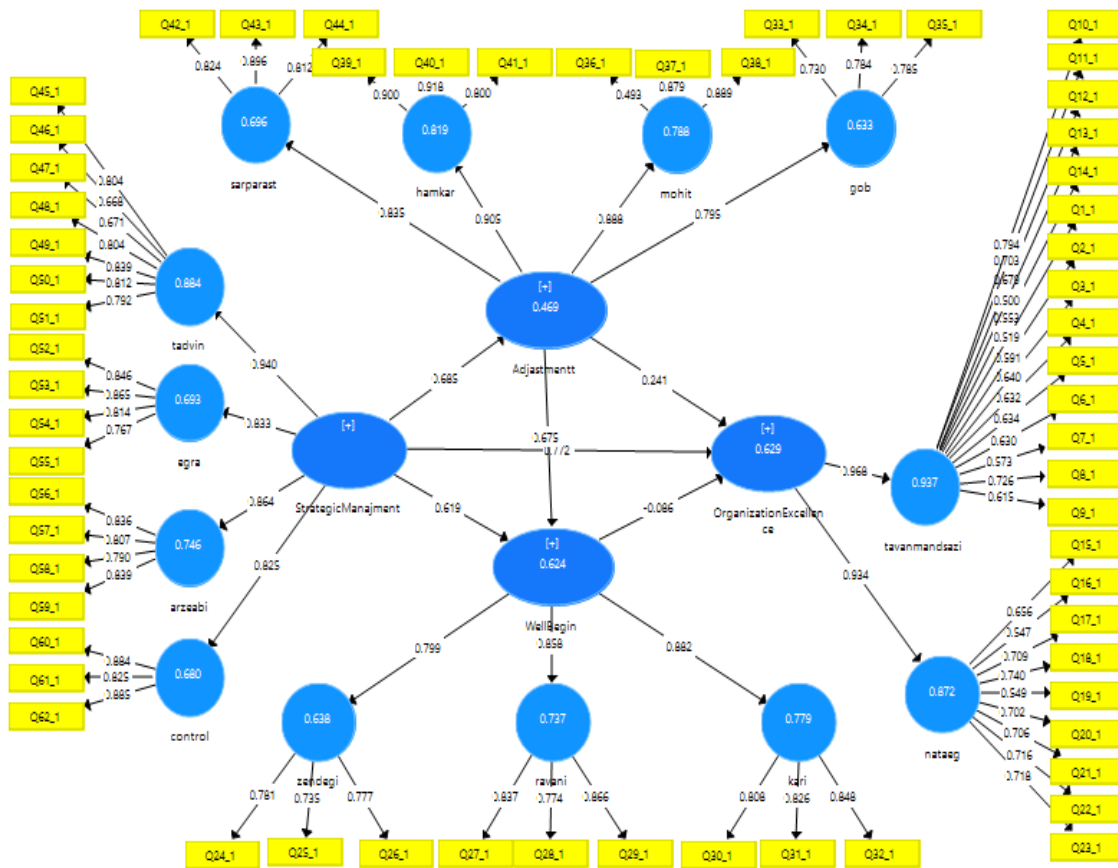 Q42_1
Q43_1
Q44_1
0.824
0.896
0.812
0.696
sarparast
Q39_1
Q40_1
Q41_1
0.900
0.918
0.800
0.819
hamkar
Q36_1
Q37_1
Q38_1
0.493
0.879
0.889
0.788
mohit
Q33_1
Q34_1
Q35_1
0.730
0.784
0.785
0.633
gob
Q45_1
Q46_1
Q47_1
Q48_1
Q49_1
Q50_1
Q51_1
0.804
0.668
0.671
0.804
0.839
0.812
0.792
0.884
tadvin
Q52_1
Q53_1
Q54_1
Q55_1
0.846
0.865
0.814
0.767
0.693
egra
Q56_1
Q57_1
Q58_1
Q59_1
0.836
0.807
0.790
0.839
0.746
arzeabi
Q60_1
Q61_1
Q62_1
0.884
0.825
0.885
0.680
control
0.835
0.905
0.888
0.795
[+]
0.469
Adjastmentt
0.940
0.833
0.864
0.825
[+]
StrategicManajment
0.685
0.241
0.675
0.619
-0.086
[+]
0.629
OrganizationExcelle
nce
[+]
0.624
WellBegin
0.968
0.934
0.799
0.858
0.882
0.937
tavanmandsazi
Q10_1
Q11_1
Q12_1
Q13_1
Q14_1
Q1_1
Q2_1
Q3_1
Q4_1
Q5_1
Q6_1
Q7_1
Q8_1
Q9_1
0.794
0.703
0.500
0.553
0.519
0.591
0.640
0.632
0.634
0.630
0.573
0.726
0.615
0.872
nataeg
Q15_1
Q16_1
Q17_1
Q18_1
Q19_1
Q20_1
Q21_1
Q22_1
Q23_1
0.656
0.547
0.709
0.740
0.549
0.702
0.706
0.716
0.718
0.638
zendegi
0.781
0.735
0.777
Q24_1
Q25_1
Q26_1
0.737
ravani
0.837
0.774
0.866
Q27_1
Q28_1
Q29_1
0.779
kari
0.808
0.826
0.848
Q30_1
Q31_1
Q32_1